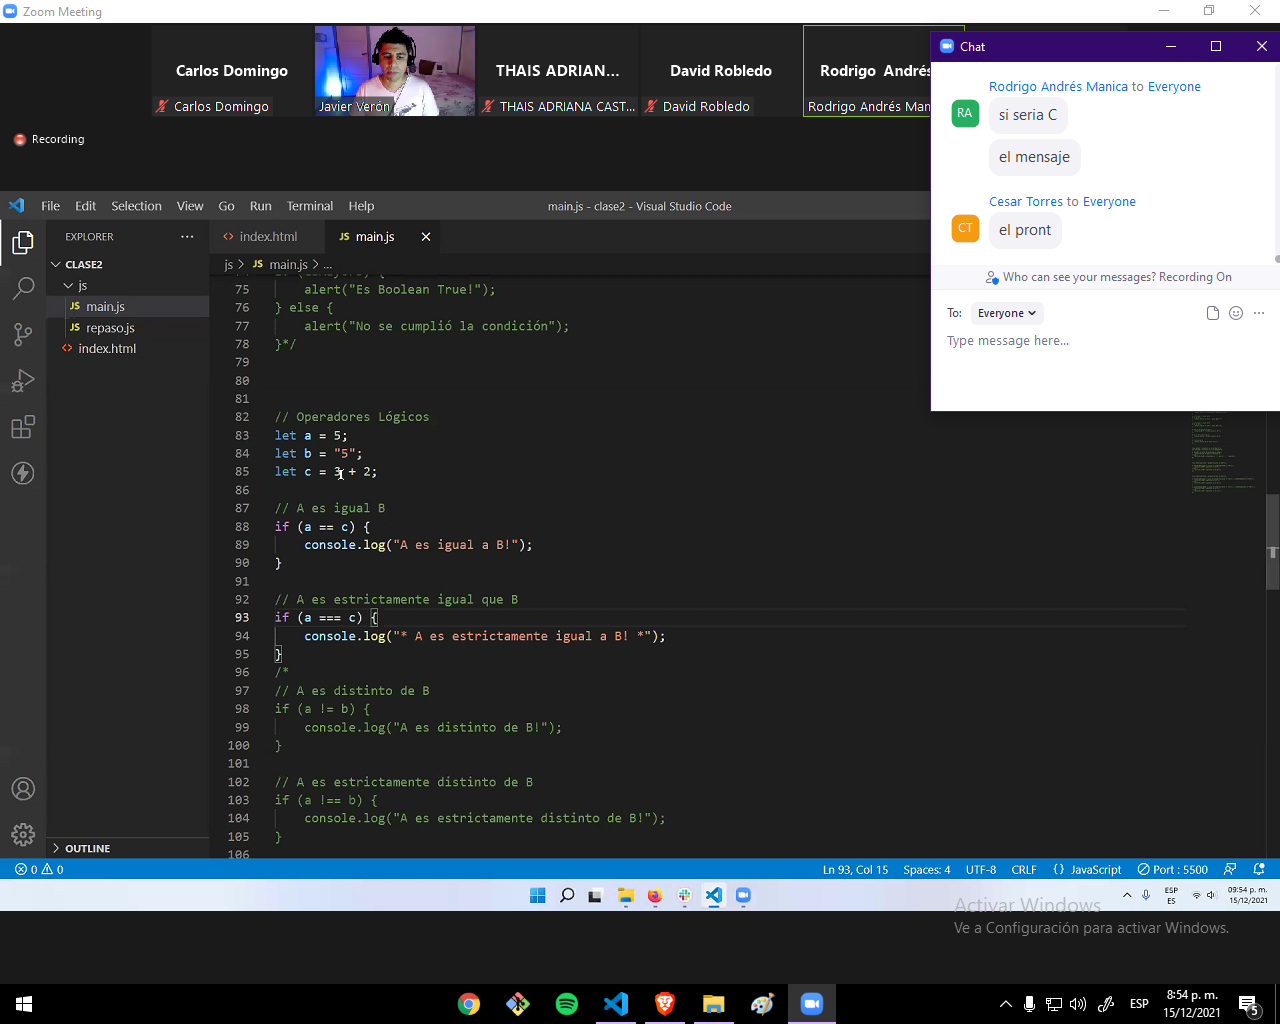 Zoom Meeting
Carlos Domingo
THAIS ADRIAN...
David Robledo
Rodrigo Andrés
Carlos Domingo
Javier Verón
THAIS ADRIANA CAST...
David Robledo
Rodrigo Andrés Man
Recording
Chat
Rodrigo Andrés Manica to Everyone
RA
si seria C
el mensaje
Cesar Torres to Everyone
CT
el pront
Who can see your messages? Recording On
To: Everyone
Type message here...
File Edit Selection View Go Run Terminal Help
main.js - clase2 - Visual Studio Code
EXPLORER
CLASE2
js
JS main.js
JS repaso.js
<> index.html
OUTLINE
<> index.html
JS main.js
js > JS main.js > ...
75 alert("Es Boolean True!");
76 } else {
77 alert("No se cumplió la condición");
78 }*/
79
80
81
82 // Operadores Lógicos
83 let a = 5;
84 let b = "5";
85 let c = 3 + 2;
86
87 // A es igual B
88 if (a == c) {
89 console.log("A es igual a B!");
90 }
91
92 // A es estrictamente igual que B
93 if (a === c) {
94 console.log("* A es estrictamente igual a B! *");
95 }
96 /*
97 // A es distinto de B
98 if (a != b) {
99 console.log("A es distinto de B!");
100 }
101
102 // A es estrictamente distinto de B
103 if (a !== b) {
104 console.log("A es estrictamente distinto de B!");
105 }
106
0 0
Ln 93, Col 15 Spaces: 4 UTF-8 CRLF {} JavaScript Port : 5500
ESP
ES
09:54 p. m.
15/12/2021
Activar Windows
Ve a Configuración para activar Windows.
ESP
8:54 p. m.
15/12/2021
5